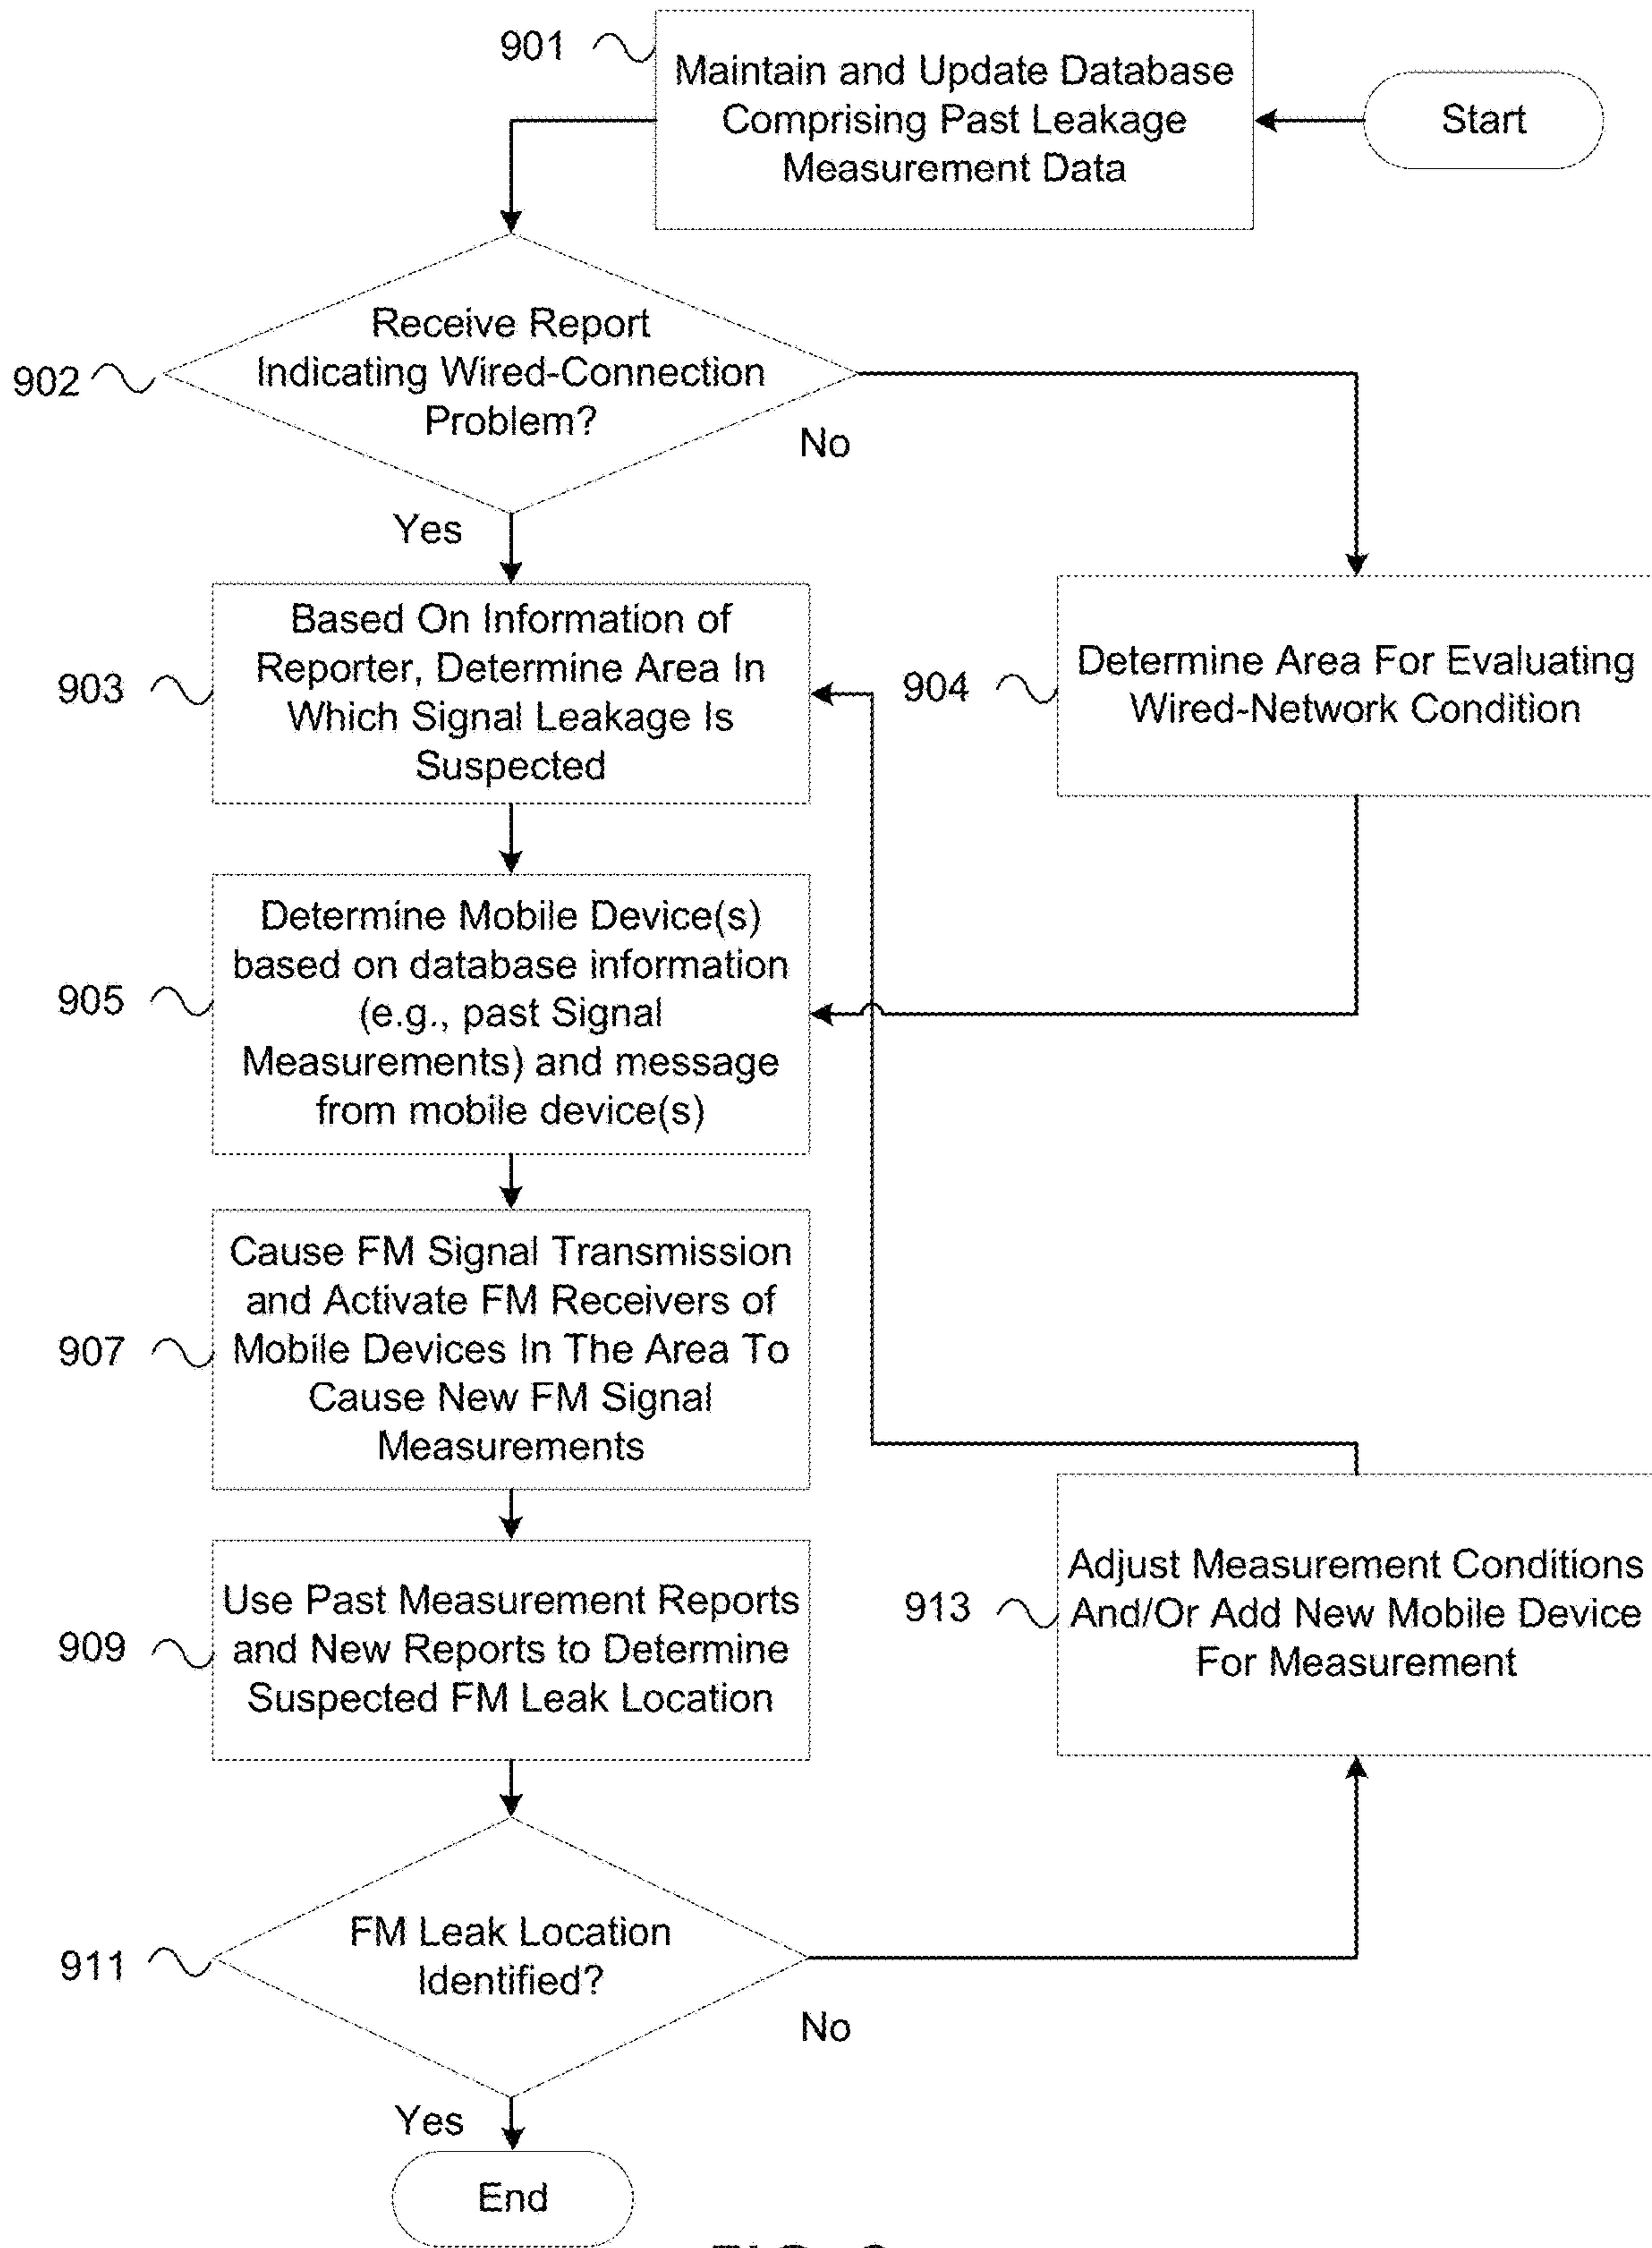 901
Maintain and Update Database
Comprising Past Leakage
Measurement Data
Start
902
Receive Report
Indicating Wired-Connection
Problem?
No
Yes
903
Based On Information of
Reporter, Determine Area In
Which Signal Leakage Is
Suspected
904
Determine Area For Evaluating
Wired-Network Condition
905
Determine Mobile Device(s)
based on database information
(e.g., past Signal
Measurements) and message
from mobile device(s)
907
Cause FM Signal Transmission
and Activate FM Receivers of
Mobile Devices In The Area To
Cause New FM Signal
Measurements
909
Use Past Measurement Reports
and New Reports to Determine
Suspected FM Leak Location
913
Adjust Measurement Conditions
And/Or Add New Mobile Device
For Measurement
911
FM Leak Location
Identified?
No
Yes
End